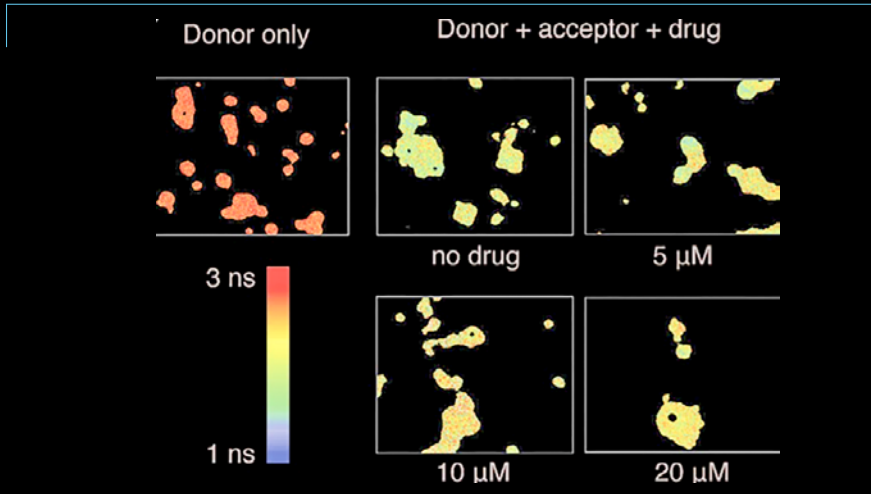 Donor only
Donor + acceptor + drug
no drug
5 μM
3 ns
1 ns
10 μM
20 μM